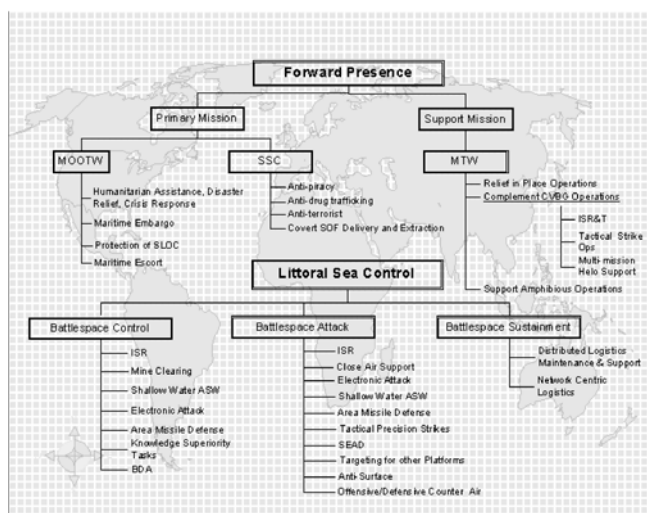 Forward Presence
Primary Mission
Support Mission
MOOTW
SSC
MTW
Humanitarian Assistance, Disaster
Relief, Crisis Response
Maritime Embargo
Protection of SLOC
Maritime Escort
Anti-piracy
Anti-drug trafficking
Anti-terrorist
Covert SOF Delivery and Extraction
Relief in Place Operations
Complement CVBG Operations
ISR&T
Tactical Strike
Ops
Multi-mission
Helo Support
Support Amphibious Operations
Littoral Sea Control
Battlespace Control
Battlespace Attack
Battlespace Sustainment
ISR
Mine Clearing
Shallow Water ASW
Electronic Attack
Area Missile Defense
Knowledge Superiority
Tasks
BDA
ISR
Close Air Support
Electronic Attack
Shallow Water ASW
Area Missile Defense
Tactical Precision Strikes
SEAD
Targeting for other Platforms
Anti-Surface
Offensive/Defensive Counter Air
Distributed Logistics
Maintenance & Support
Network Centric
Logistics